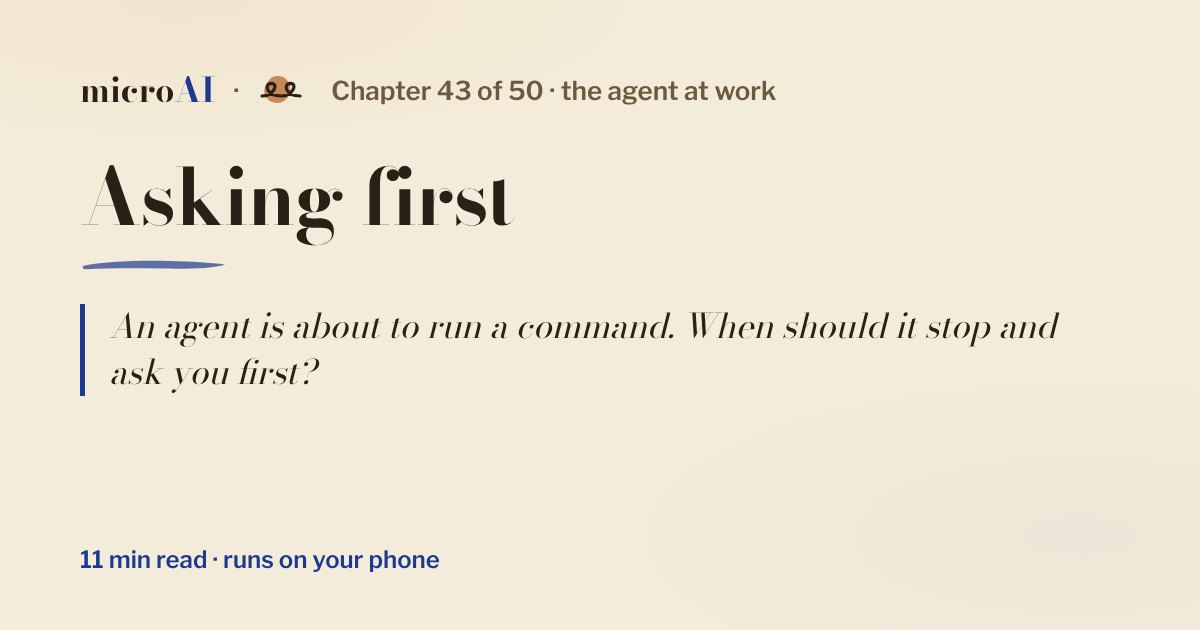 microAI · Chapter 43 of 50 · the agent at work
Asking first
An agent is about to run a command. When should it stop and
ask you first?
11 min read · runs on your phone